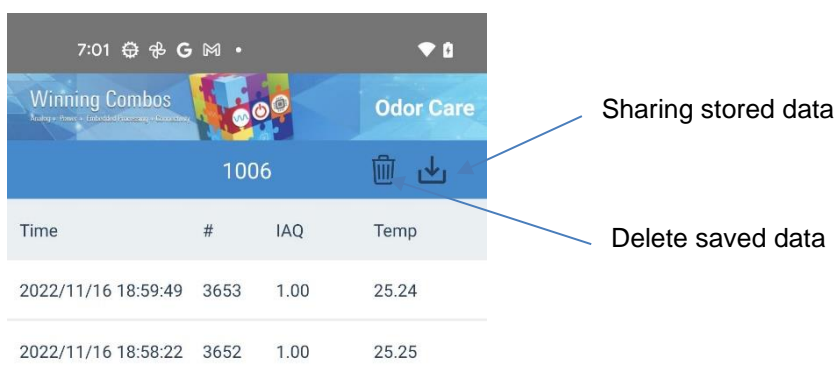 7:01 G M
Winning Combos Odor Care
Analog + Power + Embedded Processing + Connectivity
Sharing stored data
1006
Time # IAQ Temp
Delete saved data
2022/11/16 18:59:49 3653 1.00 25.24
2022/11/16 18:58:22 3652 1.00 25.25